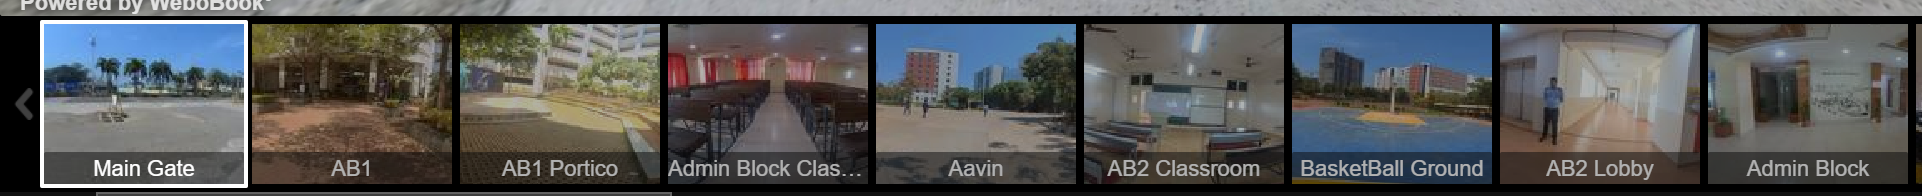 Powered by WeboBook
Main Gate
AB1
AB1 Portico
Admin Block Clas...
Aavin
AB2 Classroom
BasketBall Ground
AB2 Lobby
Admin Block